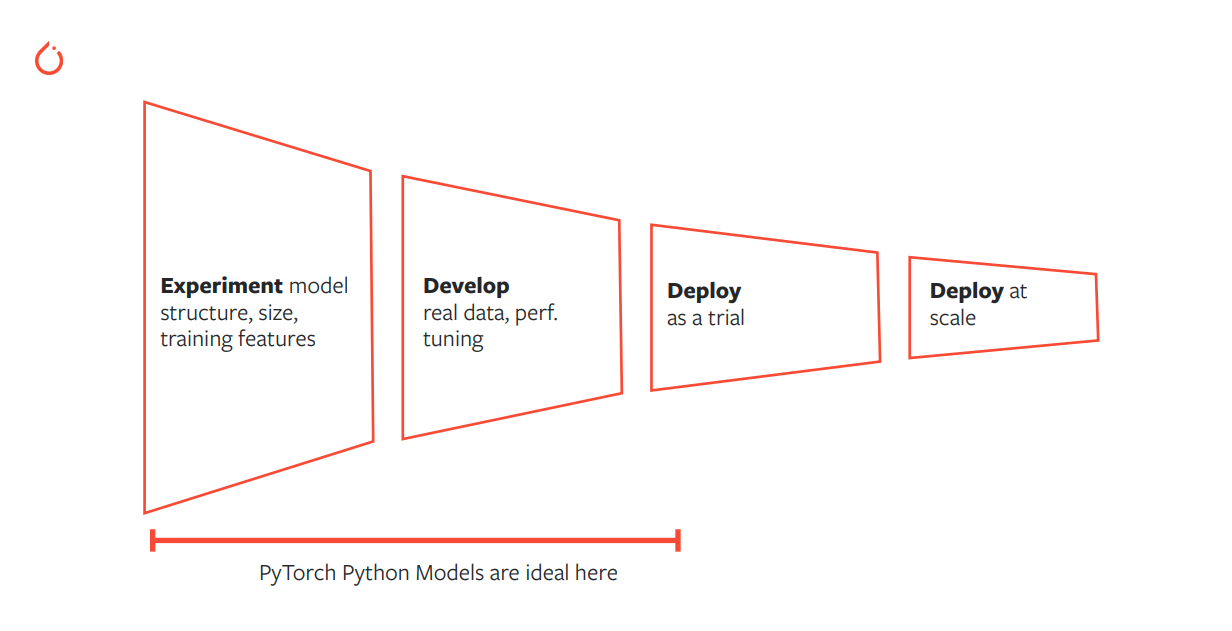 Experiment model
structure, size,
training features
Develop
real data, perf.
tuning
Deploy
as a trial
Deploy at
scale
PyTorch Python Models are ideal here